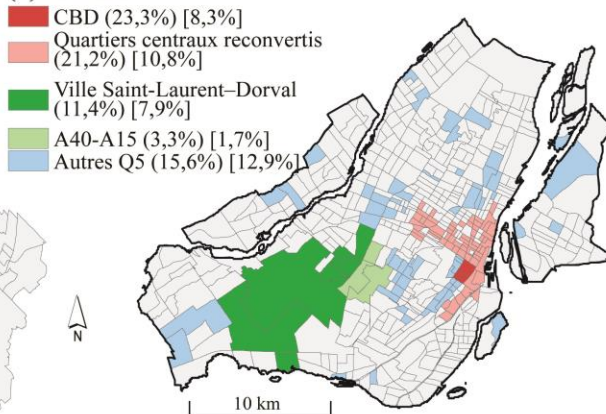 CBD (23,3%) [8,3%]
Quartiers centraux reconvertis
(21,2%) [10,8%]
Ville Saint-Laurent–Dorval
(11,4%) [7,9%]
A40-A15 (3,3%) [1,7%]
Autres Q5 (15,6%) [12,9%]
N
10 km